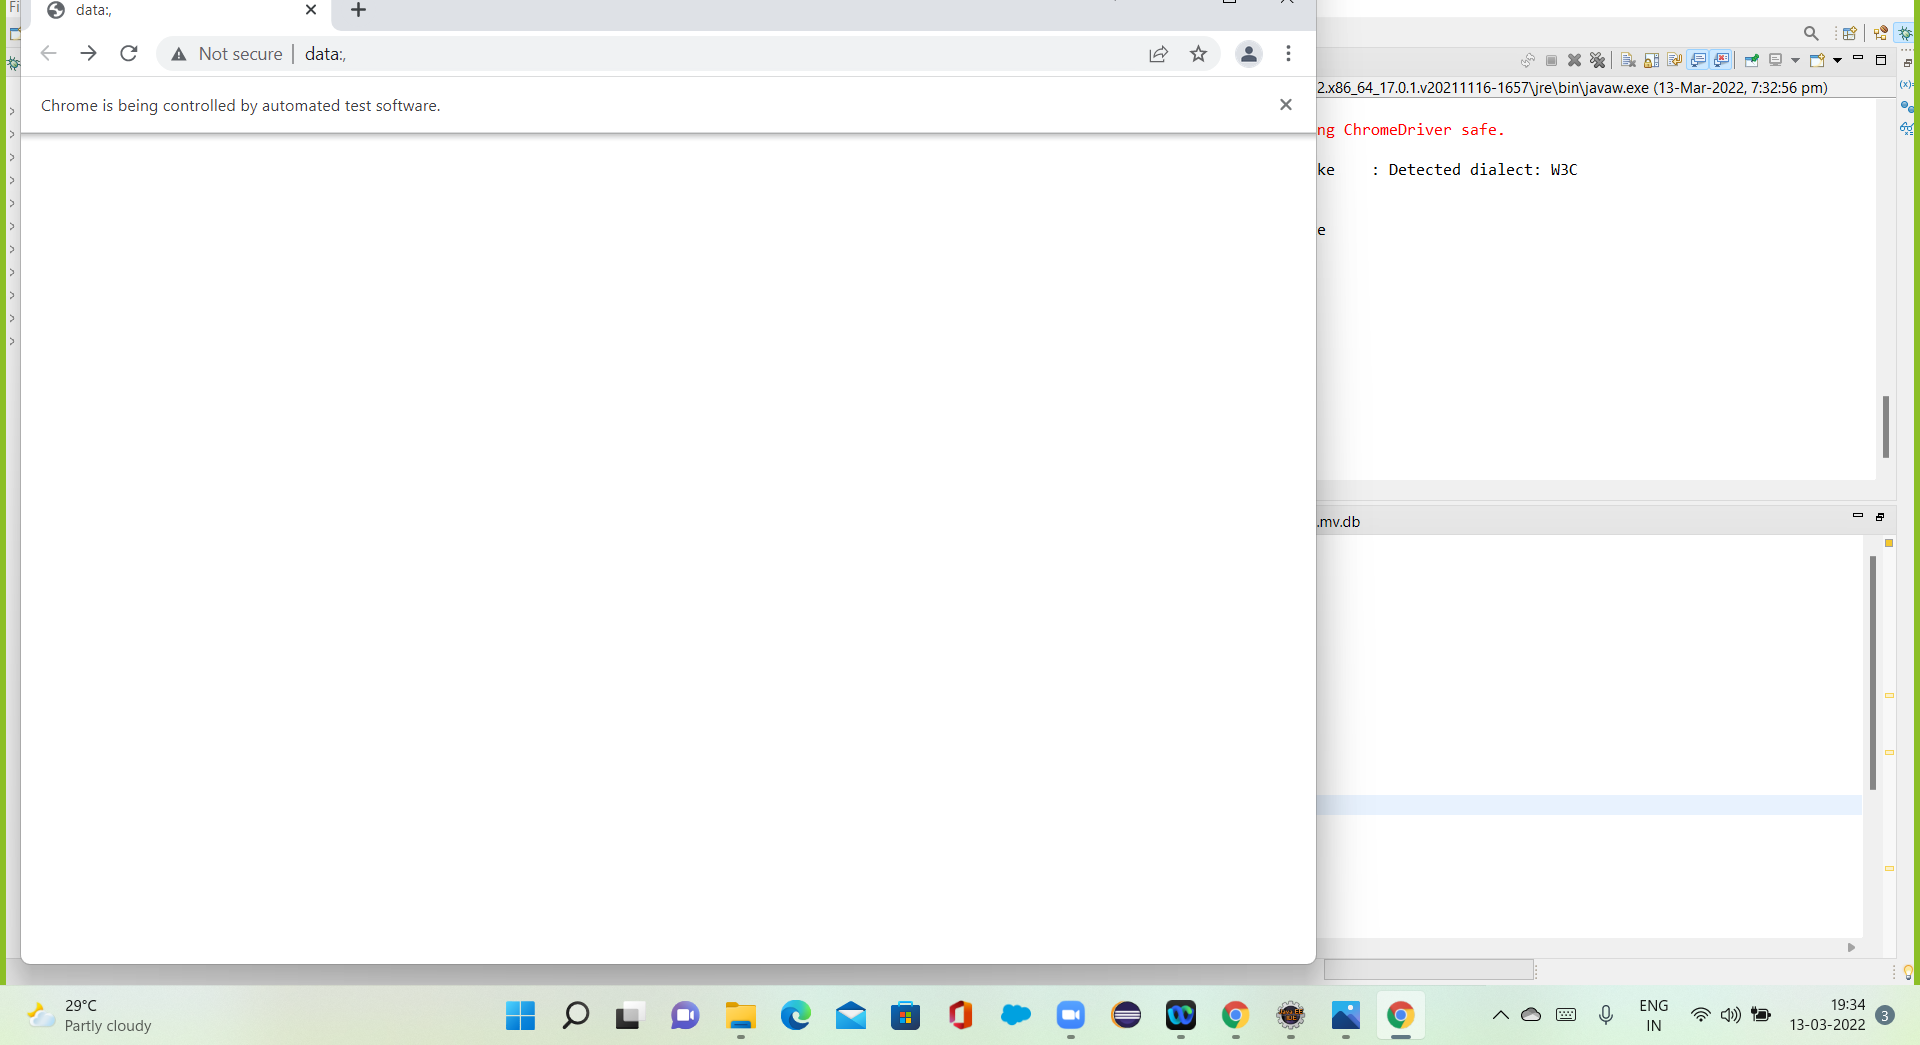 Fi
data:,
Not secure | data:,
Chrome is being controlled by automated test software.
2.x86_64_17.0.1.v20211116-1657\jre\bin\javaw.exe (13-Mar-2022, 7:32:56 pm)
ng ChromeDriver safe.
ke    : Detected dialect: W3C
e
.mv.db
29°C
Partly cloudy
ENG
IN
19:34
13-03-2022
3